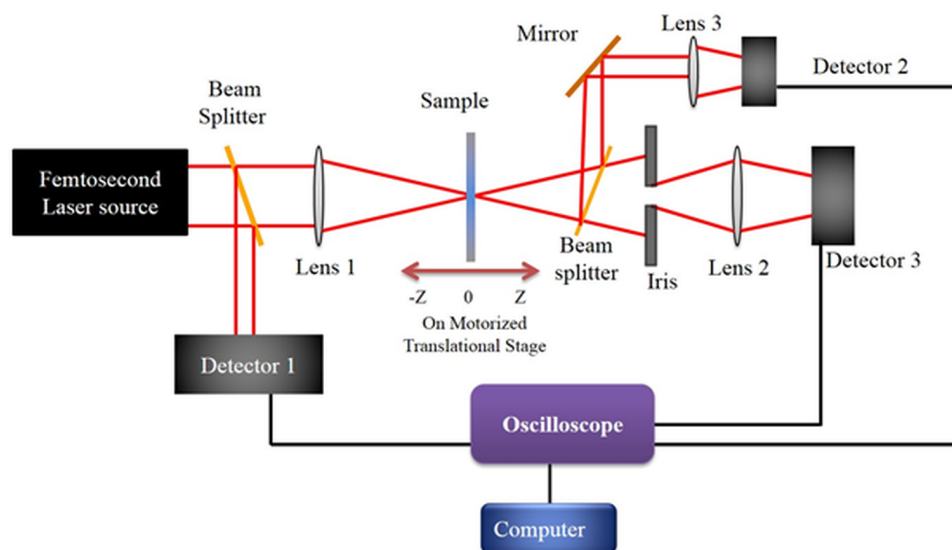 Lens 3
Mirror
Detector 2
Beam
Splitter
Sample
Femtosecond
Laser source
Lens 1
Beam
splitter
Iris
Lens 2
Detector 3
-Z 0 Z
On Motorized
Translational Stage
Detector 1
Oscilloscope
Computer